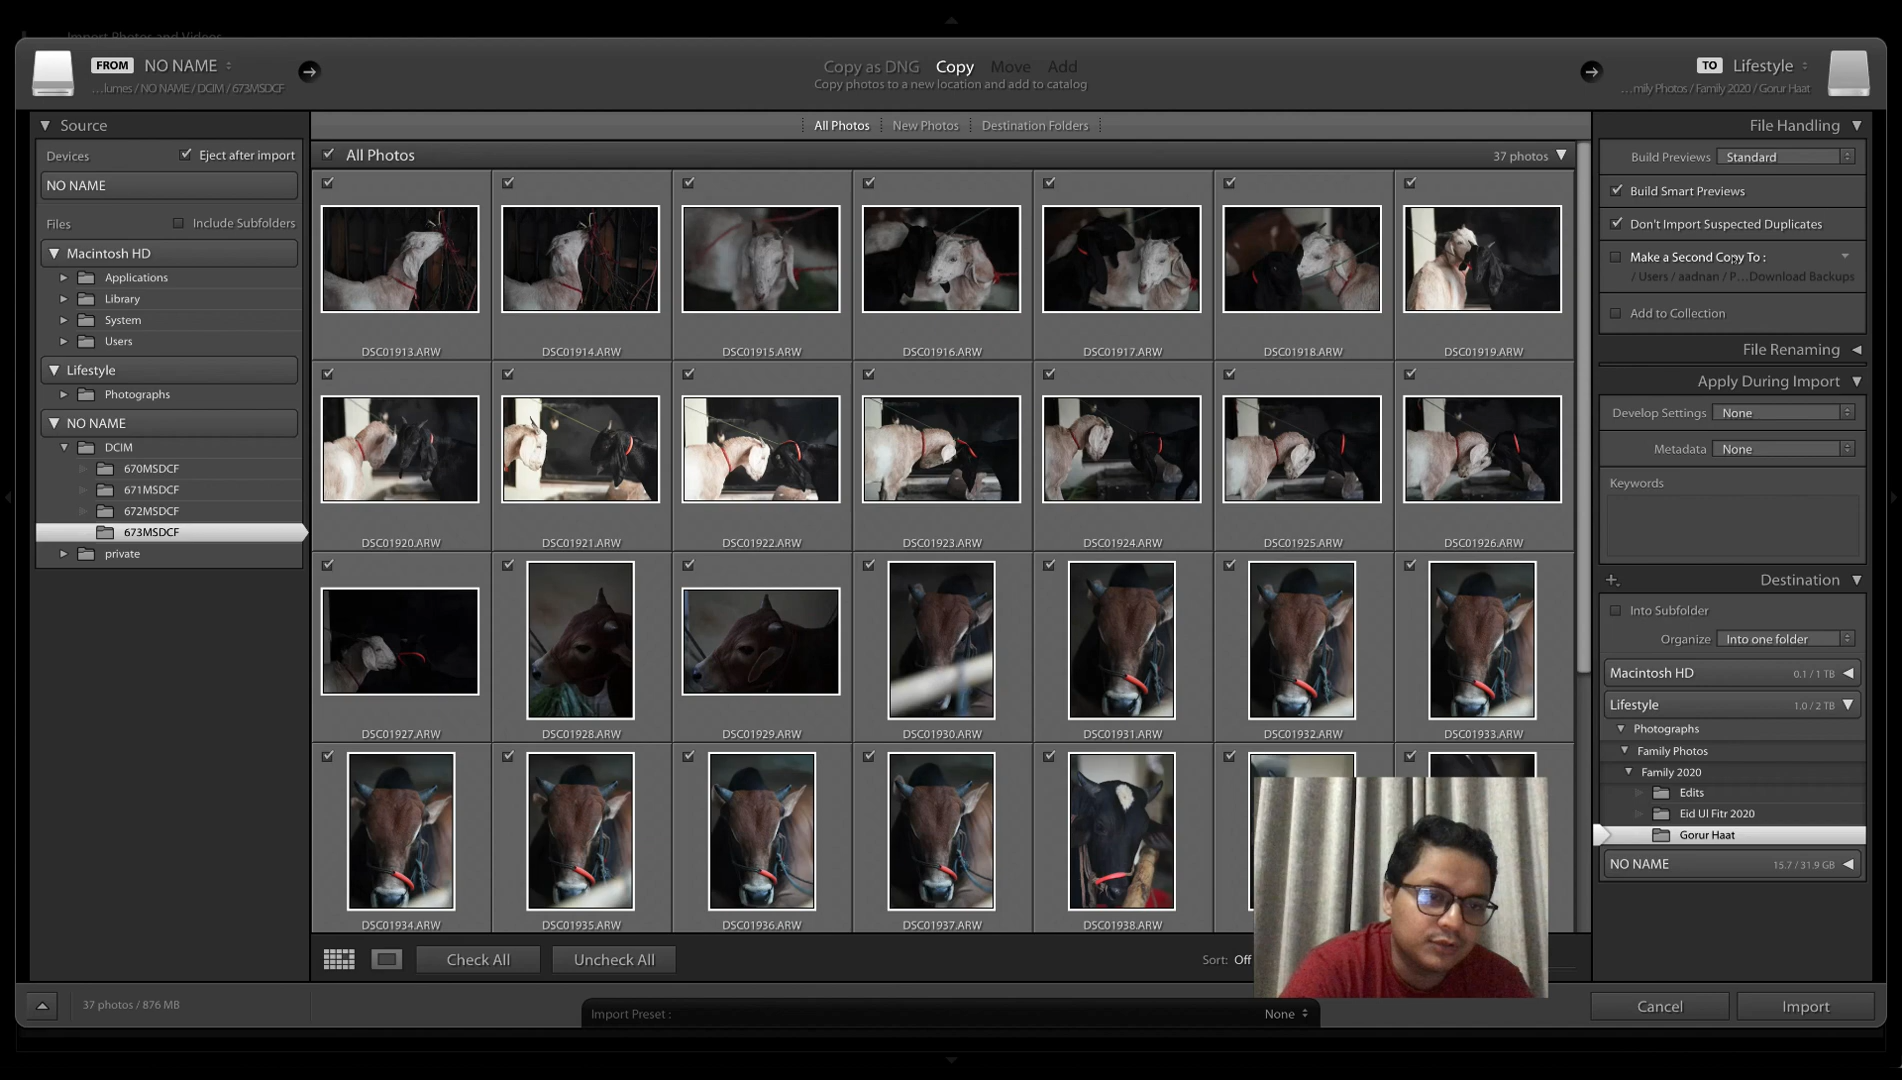 Import Photos and Videos
FROM NO NAME
…lumes / NO NAME / DCIM / 673MSDCF
Copy as DNG Copy Move Add
Copy photos to a new location and add to catalog
TO Lifestyle
…mily Photos / Family 2020 / Gorur Haat
Source
Devices
Eject after import
NO NAME
Files
Include Subfolders
Macintosh HD
Applications
Library
System
Users
Lifestyle
Photographs
NO NAME
DCIM
670MSDCF
671MSDCF
672MSDCF
673MSDCF
private
All Photos New Photos Destination Folders
All Photos
37 photos
DSC01913.ARW DSC01914.ARW DSC01915.ARW DSC01916.ARW DSC01917.ARW DSC01918.ARW DSC01919.ARW
DSC01920.ARW DSC01921.ARW DSC01922.ARW DSC01923.ARW DSC01924.ARW DSC01925.ARW DSC01926.ARW
DSC01927.ARW DSC01928.ARW DSC01929.ARW DSC01930.ARW DSC01931.ARW DSC01932.ARW DSC01933.ARW
DSC01934.ARW DSC01935.ARW DSC01936.ARW DSC01937.ARW DSC01938.ARW
Check All
Uncheck All
Sort: Off
File Handling
Build Previews Standard
Build Smart Previews
Don't Import Suspected Duplicates
Make a Second Copy To :
/ Users / aadnan / P…Download Backups
Add to Collection
File Renaming
Apply During Import
Develop Settings None
Metadata None
Keywords
Destination
Into Subfolder
Organize Into one folder
Macintosh HD 0.1 / 1 TB
Lifestyle 1.0 / 2 TB
Photographs
Family Photos
Family 2020
Edits
Eid Ul Fitr 2020
Gorur Haat
NO NAME 15.7 / 31.9 GB
37 photos / 876 MB
Import Preset : None
Cancel
Import